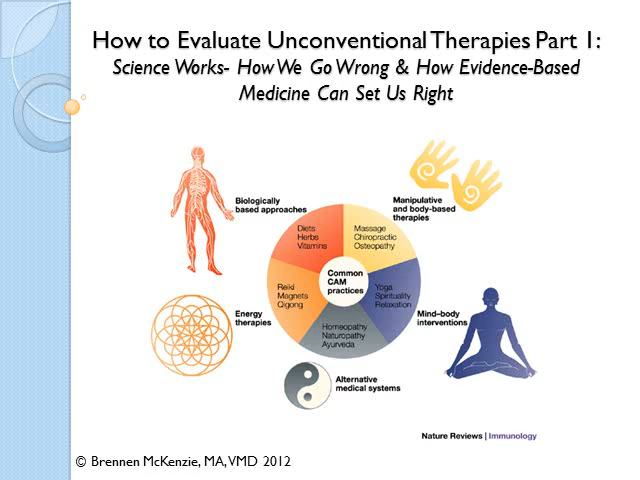 How to Evaluate Unconventional Therapies Part 1:
Science Works- How We Go Wrong & How Evidence-Based
Medicine Can Set Us Right
Biologically
based approaches
Manipulative
and body-based
therapies
Diets
Herbs
Vitamins
Massage
Chiropractic
Osteopathy
Common
CAM
practices
Reiki
Magnets
Qigong
Yoga
Spirituality
Relaxation
Energy
therapies
Mind–body
interventions
Homeopathy
Naturopathy
Ayurveda
Alternative
medical systems
Nature Reviews | Immunology
© Brennen McKenzie, MA, VMD 2012